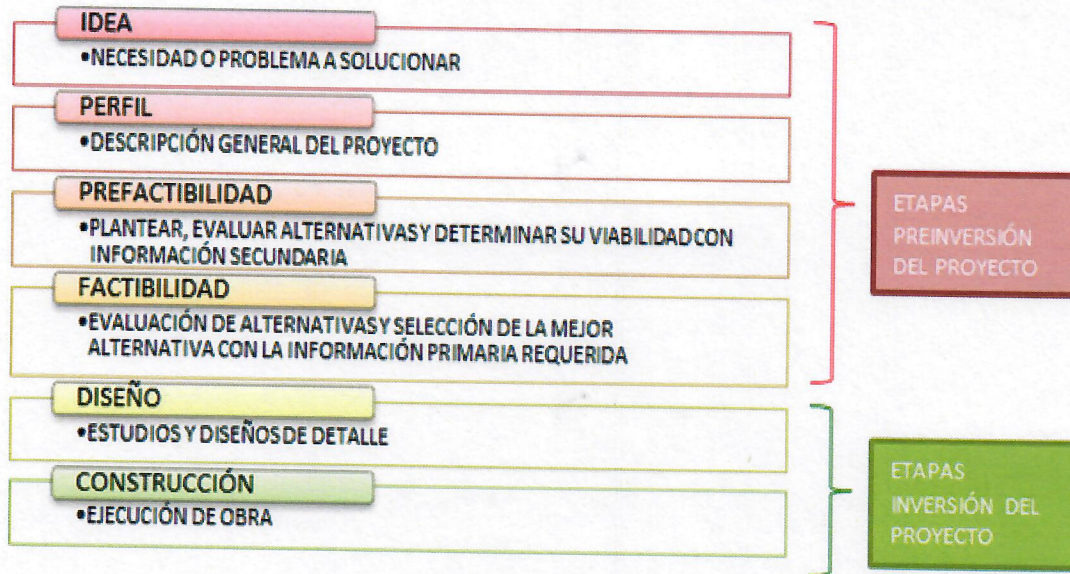 IDEA
•NECESIDAD O PROBLEMA A SOLUCIONAR
PERFIL
•DESCRIPCIÓN GENERAL DEL PROYECTO
PREFACTIBILIDAD
•PLANTEAR, EVALUAR ALTERNATIVAS Y DETERMINAR SU VIABILIDAD CON
INFORMACIÓN SECUNDARIA
FACTIBILIDAD
•EVALUACIÓN DE ALTERNATIVAS Y SELECCIÓN DE LA MEJOR
ALTERNATIVA CON LA INFORMACIÓN PRIMARIA REQUERIDA
ETAPAS
PREINVERSIÓN
DEL PROYECTO
DISEÑO
•ESTUDIOS Y DISEÑOS DE DETALLE
CONSTRUCCIÓN
•EJECUCIÓN DE OBRA
ETAPAS
INVERSIÓN DEL
PROYECTO